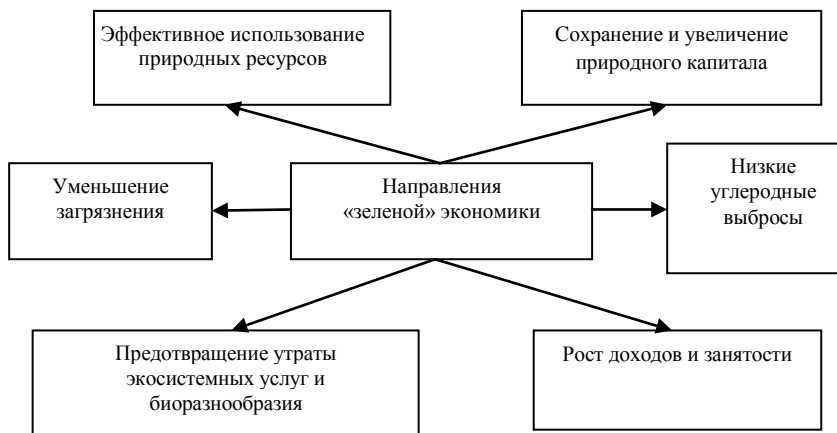 Эффективное использование
природных ресурсов
Сохранение и увеличение
природного капитала
Уменьшение
загрязнения
Направления
«зеленой» экономики
Низкие
углеродные
выбросы
Предотвращение утраты
экосистемных услуг и
биоразнообразия
Рост доходов и занятости